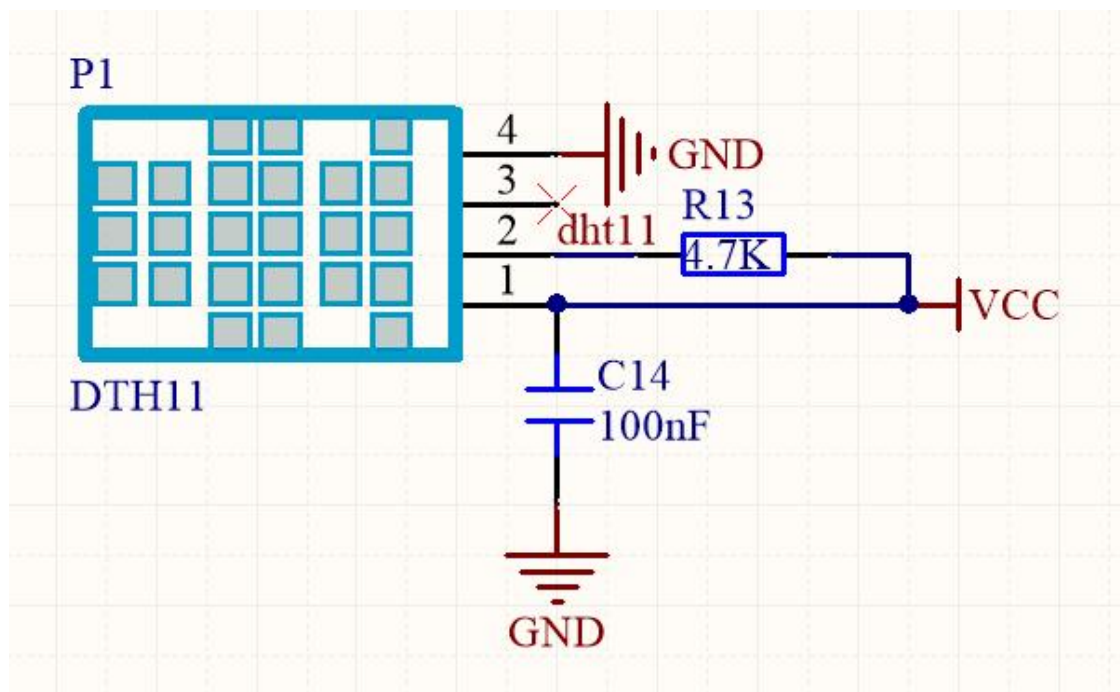 P1
4
GND
3
R13
2
dht11
4.7K
1
VCC
C14
DTH11
100nF
GND